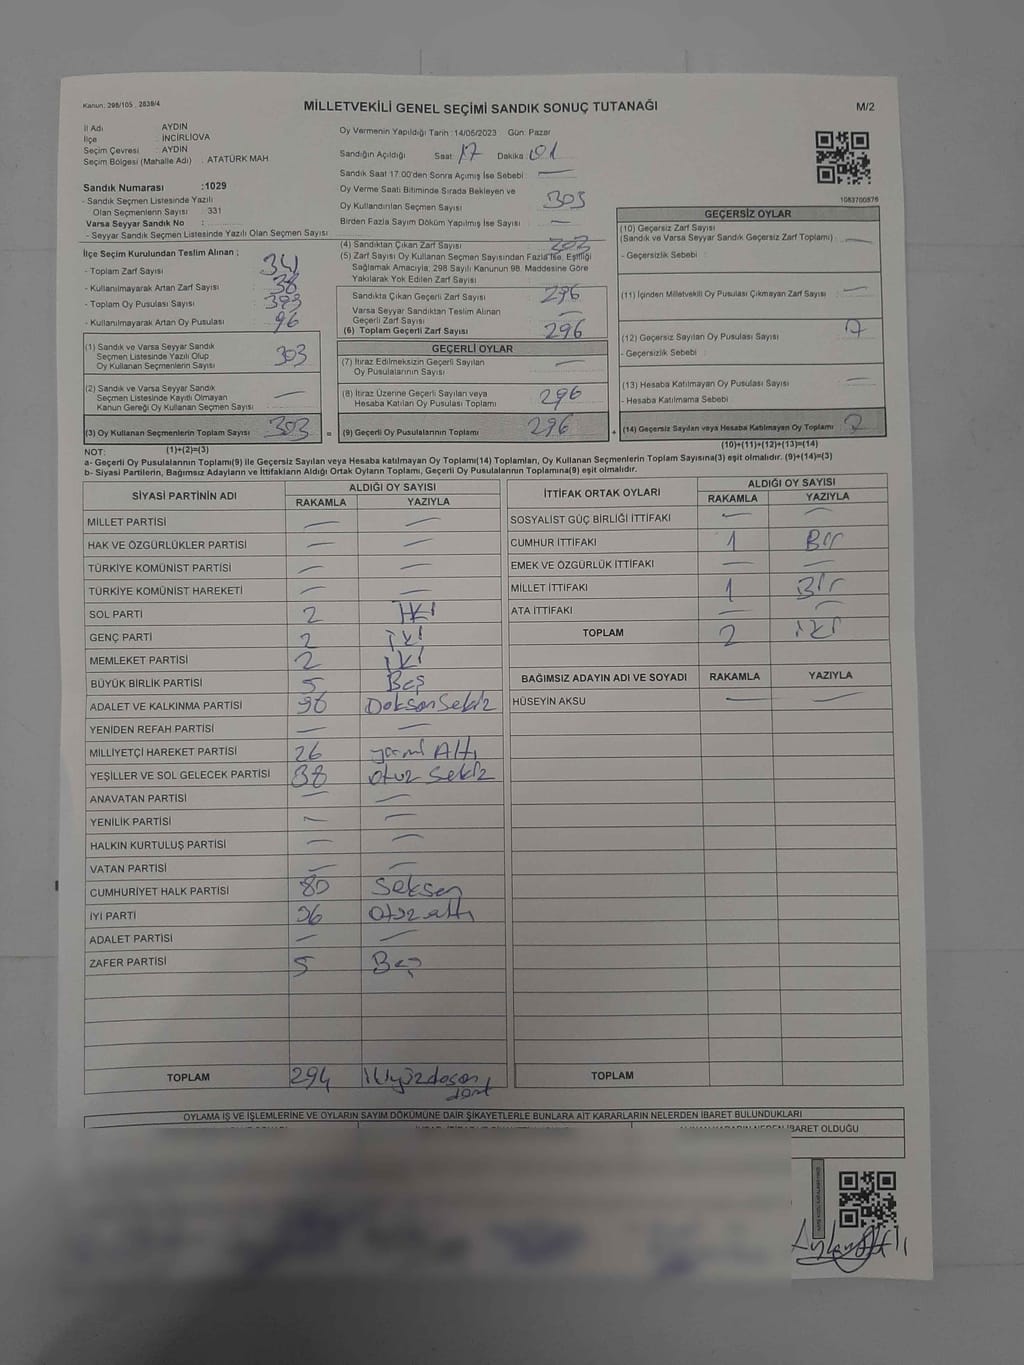 Kanun: 298/105 , 2839/4
MİLLETVEKİLİ GENEL SEÇİMİ SANDIK SONUÇ TUTANAĞI
M/2
İl Adı : AYDIN
İlçe : İNCİRLİOVA
Seçim Çevresi : AYDIN
Seçim Bölgesi (Mahalle Adı) : ATATÜRK MAH.
Oy Vermenin Yapıldığı Tarih :14/05/2023 Gün: Pazar
Sandığın Açıldığı Saat: 17 Dakika: 01
Sandık Saat 17.00'den Sonra Açılmış İse Sebebi: —
Oy Verme Saati Bitiminde Sırada Bekleyen ve
Oy Kullandırılan Seçmen Sayısı : 303
Birden Fazla Sayım Döküm Yapılmış İse Sayısı : —
1083700876
Sandık Numarası :1029
- Sandık Seçmen Listesinde Yazılı
Olan Seçmenlerin Sayısı : 331
Varsa Seyyar Sandık No :
- Seyyar Sandık Seçmen Listesinde Yazılı Olan Seçmen Sayısı :
İlçe Seçim Kurulundan Teslim Alınan ;
- Toplam Zarf Sayısı : 341
- Kullanılmayarak Artan Zarf Sayısı : 38
- Toplam Oy Pusulası Sayısı : 399
- Kullanılmayarak Artan Oy Pusulası : 96
(1) Sandık ve Varsa Seyyar Sandık
Seçmen Listesinde Yazılı Olup
Oy Kullanan Seçmenlerin Sayısı : 303
(2) Sandık ve Varsa Seyyar Sandık
Seçmen Listesinde Kayıtlı Olmayan
Kanun Gereği Oy Kullanan Seçmen Sayısı : —
(3) Oy Kullanan Seçmenlerin Toplam Sayısı : 303
(4) Sandıktan Çıkan Zarf Sayısı : 303
(5) Zarf Sayısı Oy Kullanan Seçmen Sayısından Fazla İse, Eşitliği
Sağlamak Amacıyla; 298 Sayılı Kanunun 98. Maddesine Göre
Yakılarak Yok Edilen Zarf Sayısı :
Sandıkta Çıkan Geçerli Zarf Sayısı : 296
Varsa Seyyar Sandıktan Teslim Alınan
Geçerli Zarf Sayısı : —
(6) Toplam Geçerli Zarf Sayısı : 296
GEÇERLİ OYLAR
(7) İtiraz Edilmeksizin Geçerli Sayılan
Oy Pusulalarının Sayısı : —
(8) İtiraz Üzerine Geçerli Sayılan veya
Hesaba Katılan Oy Pusulası Toplamı : 296
= (9) Geçerli Oy Pusulalarının Toplamı : 296
GEÇERSİZ OYLAR
(10) Geçersiz Zarf Sayısı
(Sandık ve Varsa Seyyar Sandık Geçersiz Zarf Toplamı) : —
- Geçersizlik Sebebi :
(11) İçinden Milletvekili Oy Pusulası Çıkmayan Zarf Sayısı : —
(12) Geçersiz Sayılan Oy Pusulası Sayısı : 7
- Geçersizlik Sebebi :
(13) Hesaba Katılmayan Oy Pusulası Sayısı : —
- Hesaba Katılmama Sebebi :
+ (14) Geçersiz Sayılan veya Hesaba Katılmayan Oy Toplamı :
NOT: (1)+(2)=(3)
(10)+(11)+(12)+(13)=(14)
a- Geçerli Oy Pusulalarının Toplamı(9) ile Geçersiz Sayılan veya Hesaba Katılmayan Oy Toplamı(14) Toplamları, Oy Kullanan Seçmenlerin Toplam Sayısına(3) eşit olmalıdır. (9)+(14)=(3)
b- Siyasi Partilerin, Bağımsız Adayların ve İttifakların Aldığı Ortak Oyların Toplamı, Geçerli Oy Pusulalarının Toplamına(9) eşit olmalıdır.
SİYASİ PARTİNİN ADI ALDIĞI OY SAYISI
RAKAMLA YAZIYLA
MİLLET PARTİSİ — —
HAK VE ÖZGÜRLÜKLER PARTİSİ — —
TÜRKİYE KOMÜNİST PARTİSİ — —
TÜRKİYE KOMÜNİST HAREKETİ — —
SOL PARTİ 2 İKİ
GENÇ PARTİ 2 iki
MEMLEKET PARTİSİ 2 iki
BÜYÜK BİRLİK PARTİSİ 5 Beş
ADALET VE KALKINMA PARTİSİ 98 Doksan Sekiz
YENİDEN REFAH PARTİSİ — —
MİLLİYETÇİ HAREKET PARTİSİ 26 yirmi Altı
YEŞİLLER VE SOL GELECEK PARTİSİ 38 otuz Sekiz
ANAVATAN PARTİSİ — —
YENİLİK PARTİSİ — —
HALKIN KURTULUŞ PARTİSİ — —
VATAN PARTİSİ — —
CUMHURİYET HALK PARTİSİ 80 Seksen
İYİ PARTİ 36 otuz altı
ADALET PARTİSİ — —
ZAFER PARTİSİ 5 Beş
TOPLAM 294 ikiyüzdoksan dört
İTTİFAK ORTAK OYLARI ALDIĞI OY SAYISI
RAKAMLA YAZIYLA
SOSYALİST GÜÇ BİRLİĞİ İTTİFAKI — —
CUMHUR İTTİFAKI 1 Bir
EMEK VE ÖZGÜRLÜK İTTİFAKI — —
MİLLET İTTİFAKI 1 Bir
ATA İTTİFAKI — —
TOPLAM 2 iki
BAĞIMSIZ ADAYIN ADI VE SOYADI RAKAMLA YAZIYLA
HÜSEYİN AKSU — —
TOPLAM
OYLAMA İŞ VE İŞLEMLERİNE VE OYLARIN SAYIM DÖKÜMÜNE DAİR ŞİKAYETLERLE BUNLARA AİT KARARLARIN NELERDEN İBARET BULUNDUKLARI
İBARET OLDUĞU